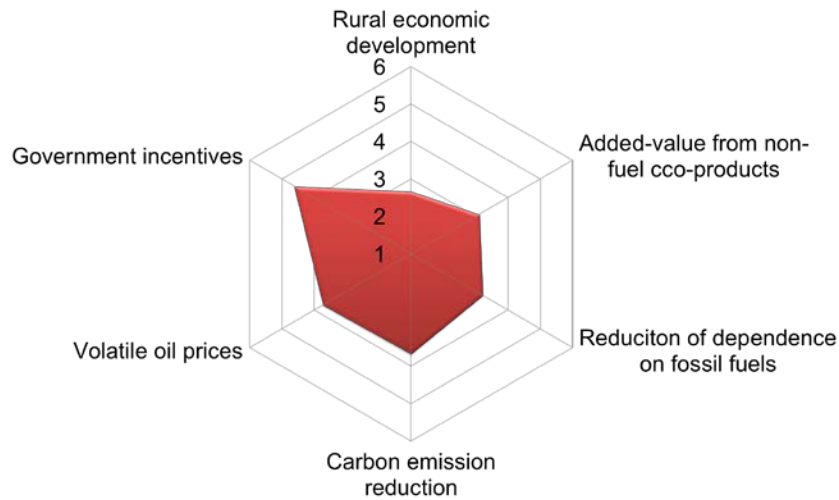 Rural economic
development
6
5
4
3
2
1
Added-value from non-
fuel cco-products
Reduciton of dependence
on fossil fuels
Carbon emission
reduction
Volatile oil prices
Government incentives